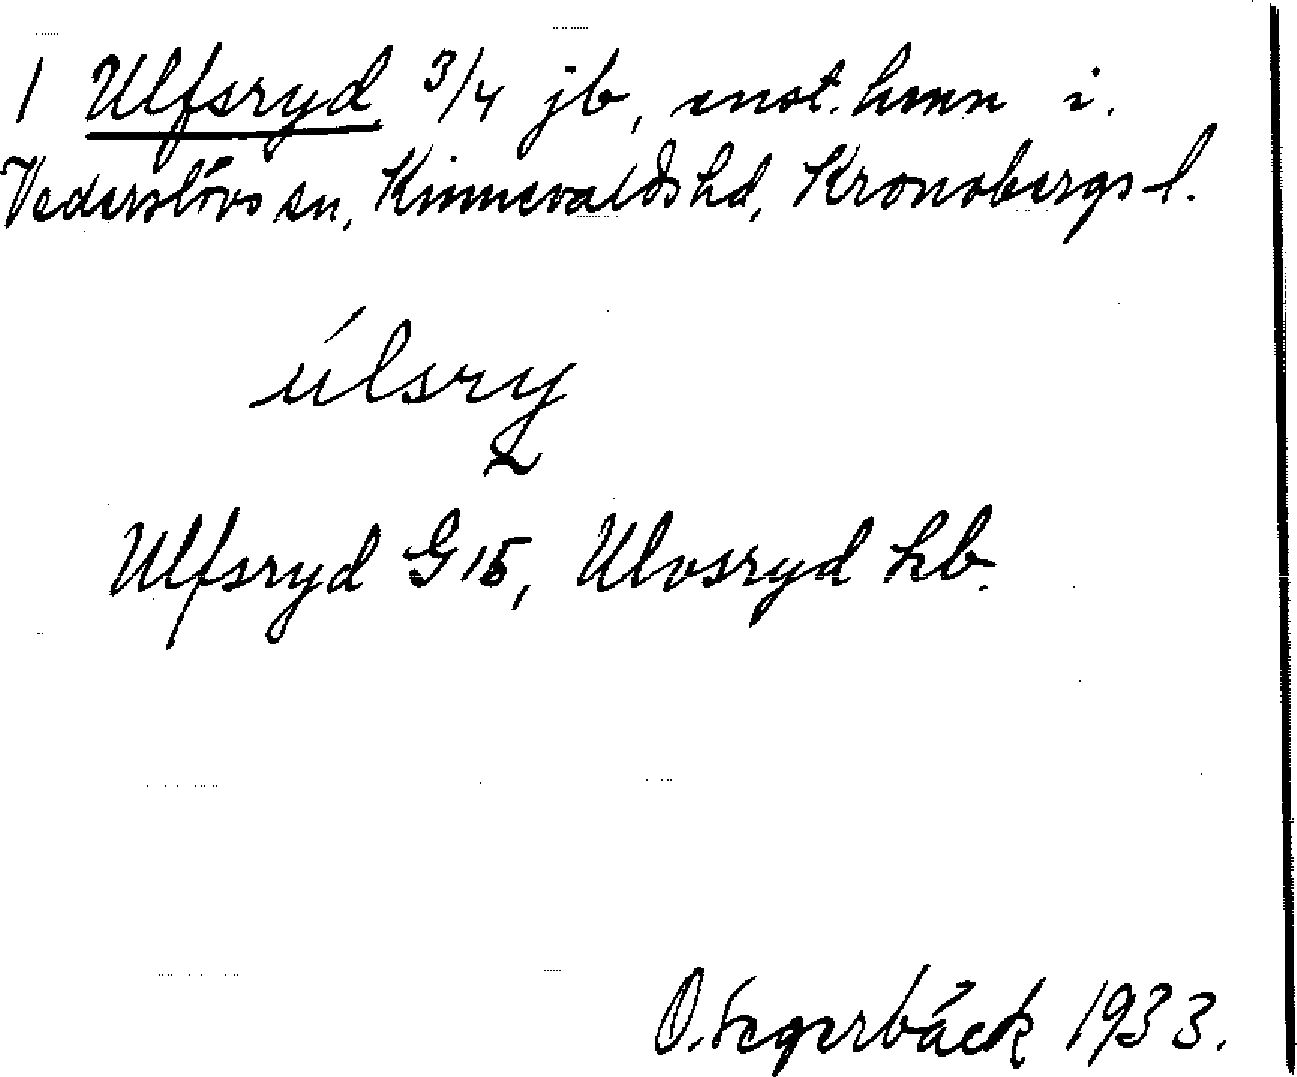 1 Ulfsryd 3/4 jb, enst. hmn i.
Vederslövs sn, Kinnevalds hd, Kronobergs l.
úlsry
Ulfsryd G 15, Ulvsryd hb.
O. Segerbäck 1933.